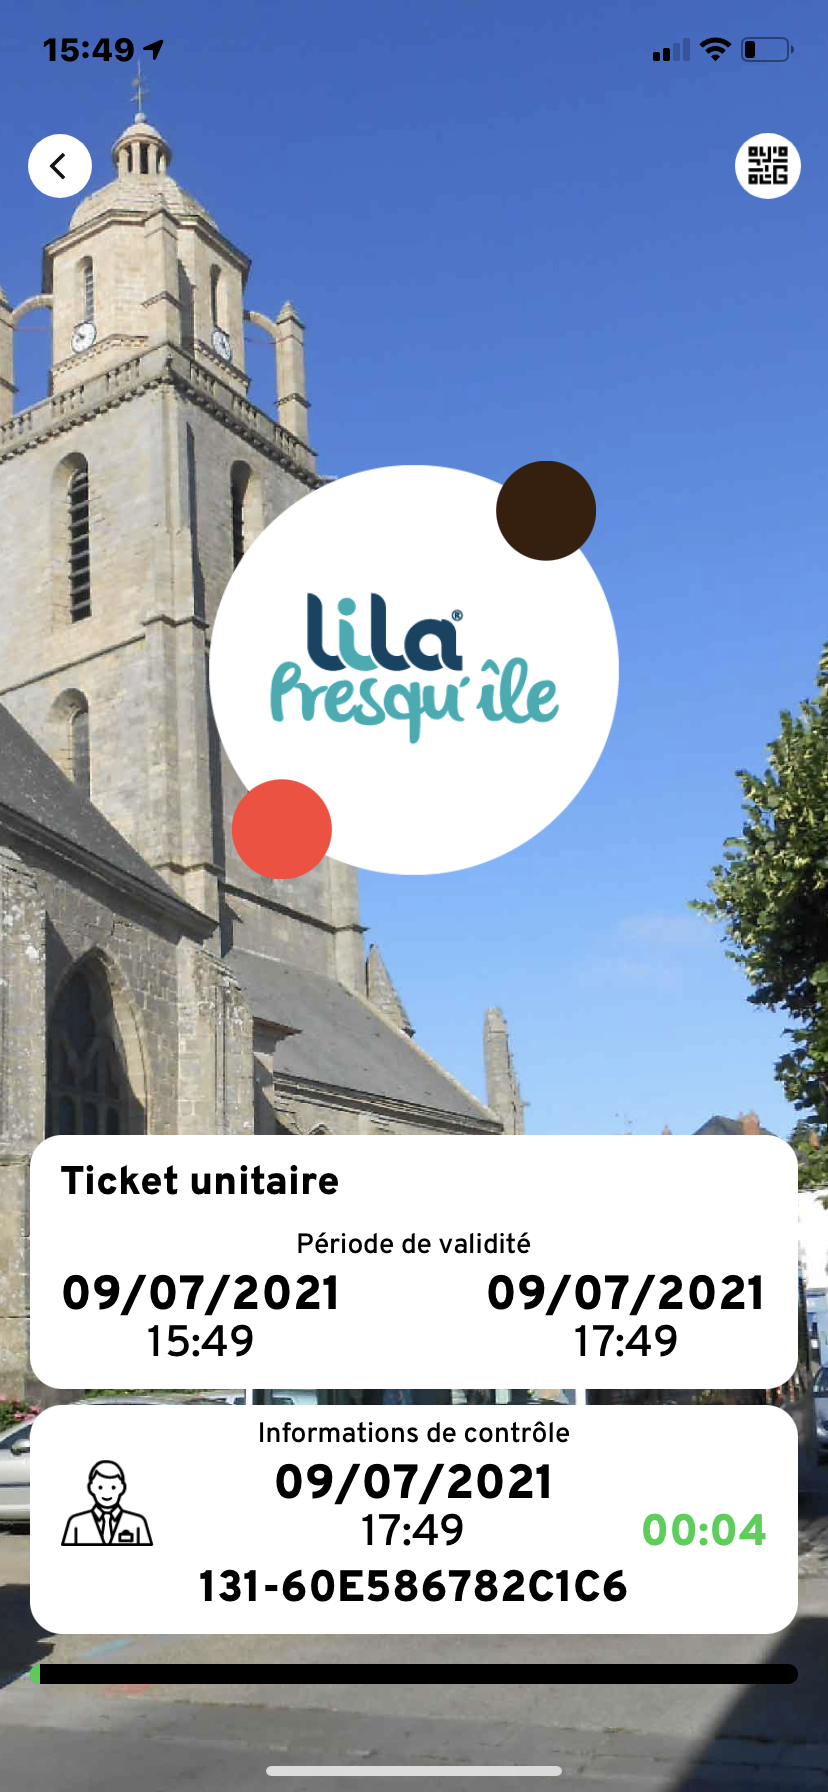 15:49
lila®
Presqu'île
Ticket unitaire
Période de validité
09/07/2021 09/07/2021
15:49 17:49
Informations de contrôle
09/07/2021
17:49 00:04
131-60E586782C1C6